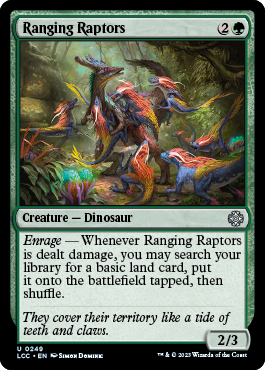 Ranging Raptors 2
Creature — Dinosaur
Enrage — Whenever Ranging Raptors
is dealt damage, you may search your
library for a basic land card, put
it onto the battlefield tapped, then
shuffle.
They cover their territory like a tide of
teeth and claws.
2/3
U 0249
LCC • EN Simon Dominic
™ & © 2023 Wizards of the Coast